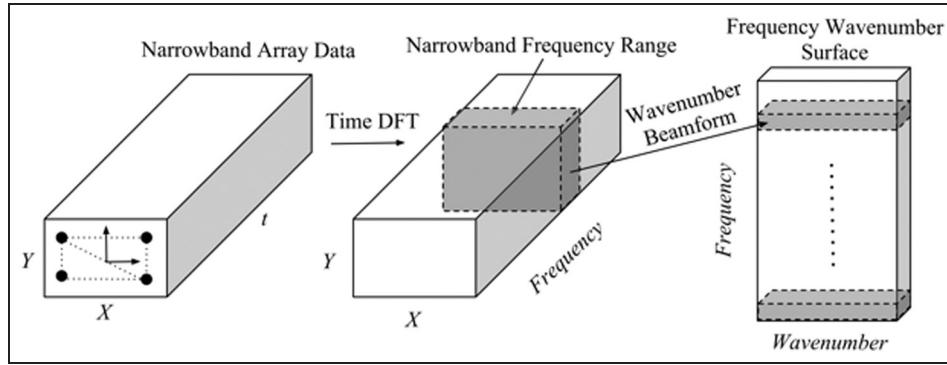 Narrowband Array Data
Y
X
t
Time DFT
Narrowband Frequency Range
Y
X
Frequency
Wavenumber
Beamform
Frequency Wavenumber
Surface
Frequency
Wavenumber